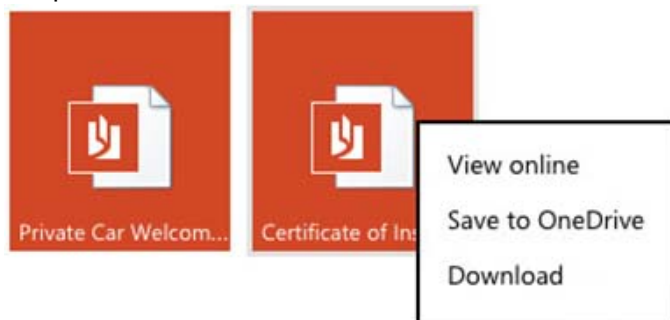 Private Car Welcom...
Certificate of Ins
View online
Save to OneDrive
Download